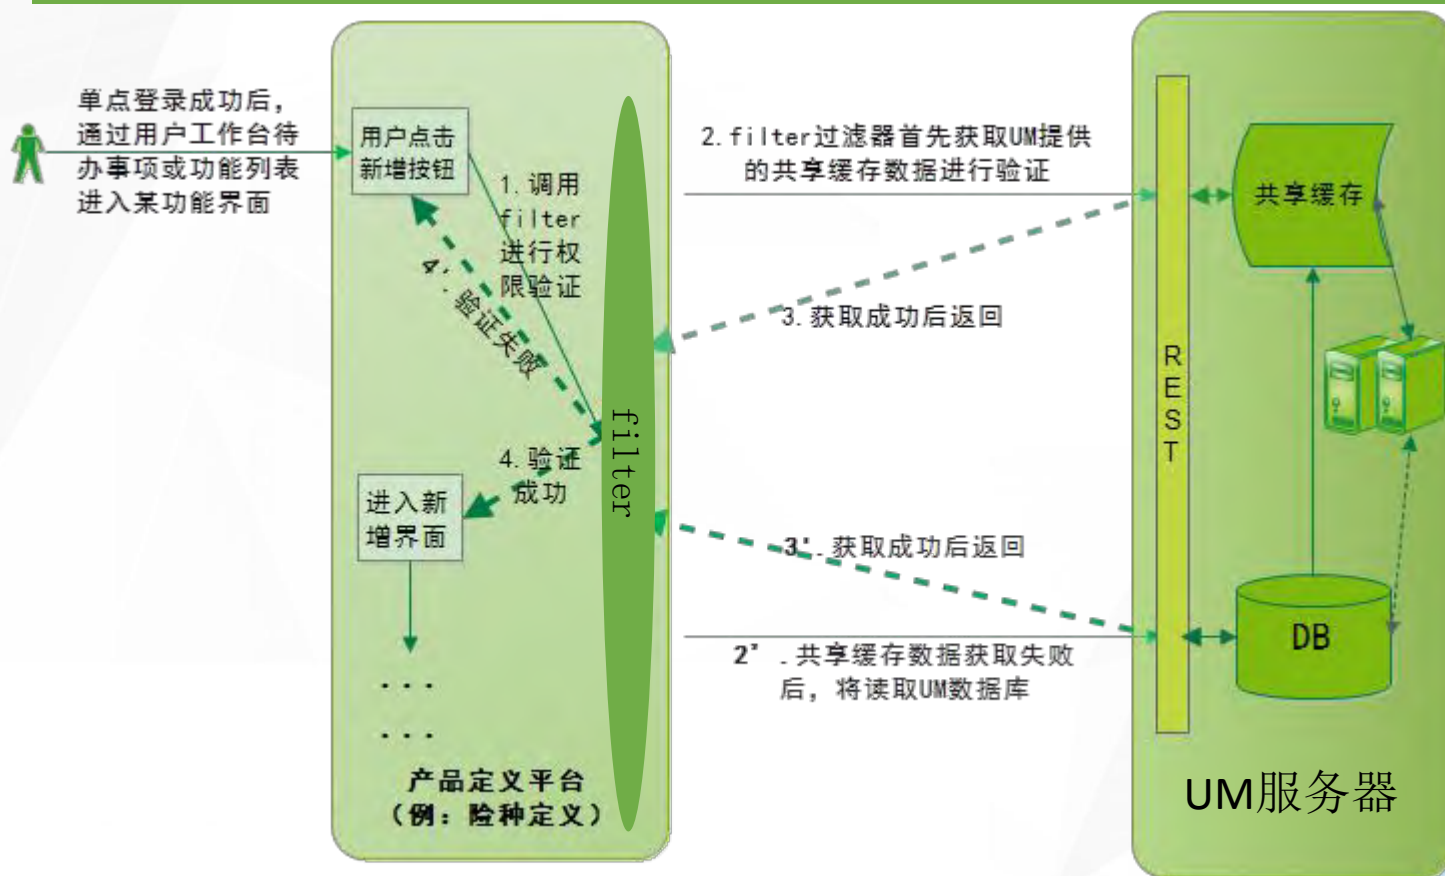 单点登录成功后，
通过用户工作台待
办事项或功能列表
进入某功能界面
用户点击
新增按钮
1.调用
filter
进行权
限验证
4'.验证失败
4.验证
成功
进入新
增界面
...
...
产品定义平台
（例：险种定义）
filter
2.filter过滤器首先获取UM提供
的共享缓存数据进行验证
3.获取成功后返回
3'.获取成功后返回
2'.共享缓存数据获取失败
后，将读取UM数据库
REST
共享缓存
DB
UM服务器